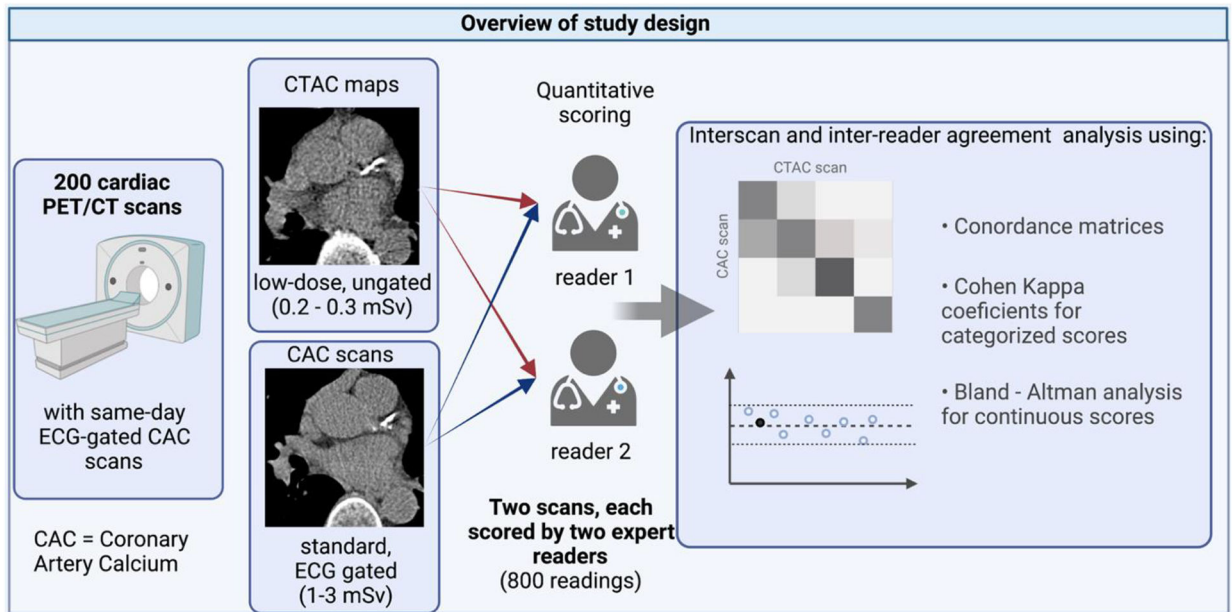 Overview of study design
200 cardiac
PET/CT scans
with same-day
ECG-gated CAC
scans
CAC = Coronary
Artery Calcium
CTAC maps
low-dose, ungated
(0.2 - 0.3 mSv)
CAC scans
standard,
ECG gated
(1-3 mSv)
Quantitative
scoring
reader 1
reader 2
Two scans, each
scored by two expert
readers
(800 readings)
Interscan and inter-reader agreement analysis using:
CTAC scan
CAC scan
• Conordance matrices
• Cohen Kappa
coeficients for
categorized scores
• Bland - Altman analysis
for continuous scores